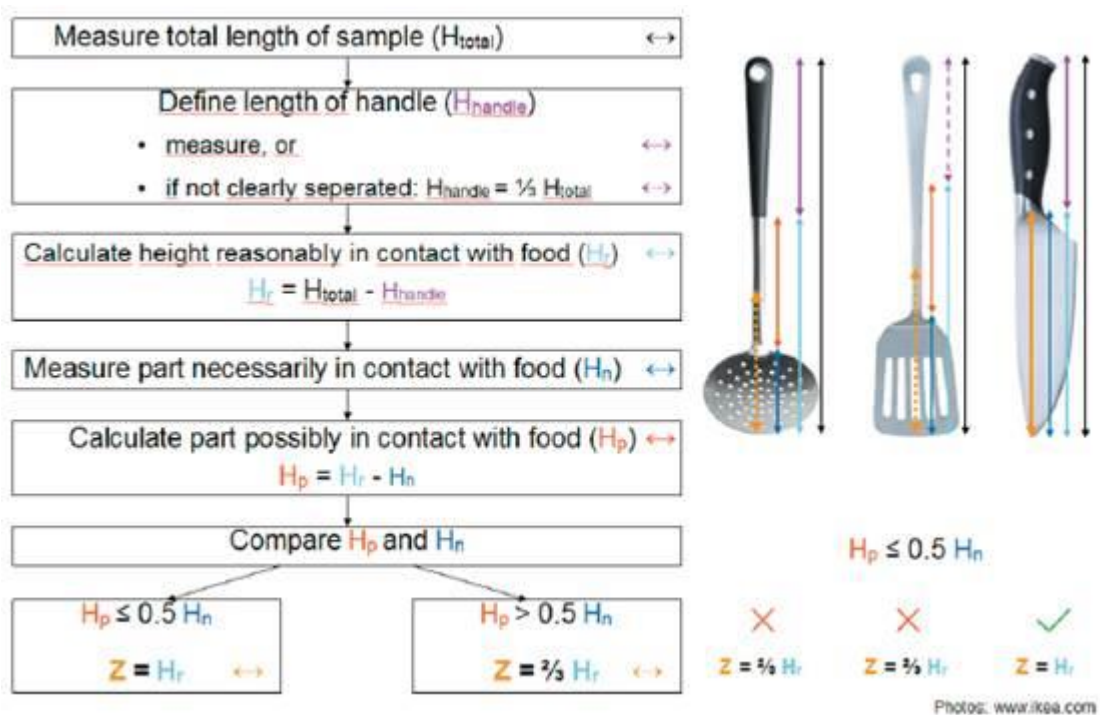 Measure total length of sample (Htotal) ↔
Define length of handle (Hhandle)
• measure, or ↔
• if not clearly seperated: Hhandle = ⅓ Htotal ↔
Calculate height reasonably in contact with food (Hr) ↔
Hr = Htotal - Hhandle
Measure part necessarily in contact with food (Hn) ↔
Calculate part possibly in contact with food (Hp) ↔
Hp = Hr - Hn
Compare Hp and Hn
Hp ≤ 0.5 Hn
Z = Hr ↔
Hp > 0.5 Hn
Z = ⅔ Hr ↔
Hp ≤ 0.5 Hn
✕ ✕ ✓
Z = ⅔ Hr Z = ⅔ Hr Z = Hr
Photos: www.ikea.com